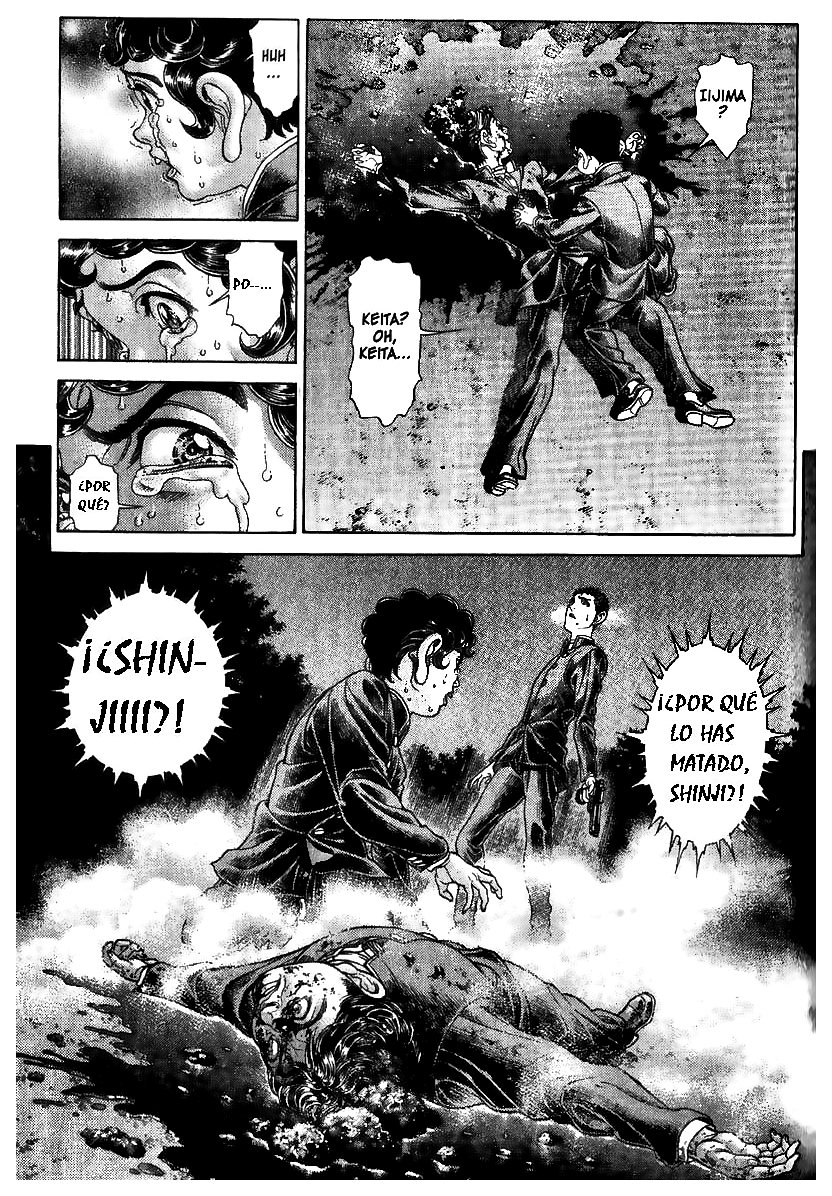 IIJIMA
?
KEITA?
OH,
KEITA...
HUH
...
PO--...
¿POR
QUÉ?
¡¿POR QUÉ
LO HAS
MATADO,
SHINJI?!
¡¿SHIN-
JIIII?!